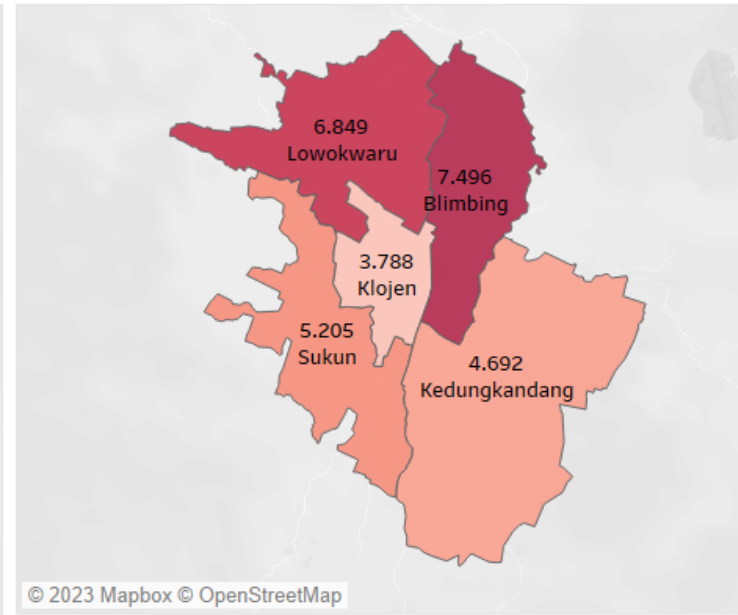 6.849
Lowokwaru
7.496
Blimbing
3.788
Klojen
5.205
Sukun
4.692
Kedungkandang
© 2023 Mapbox © OpenStreetMap